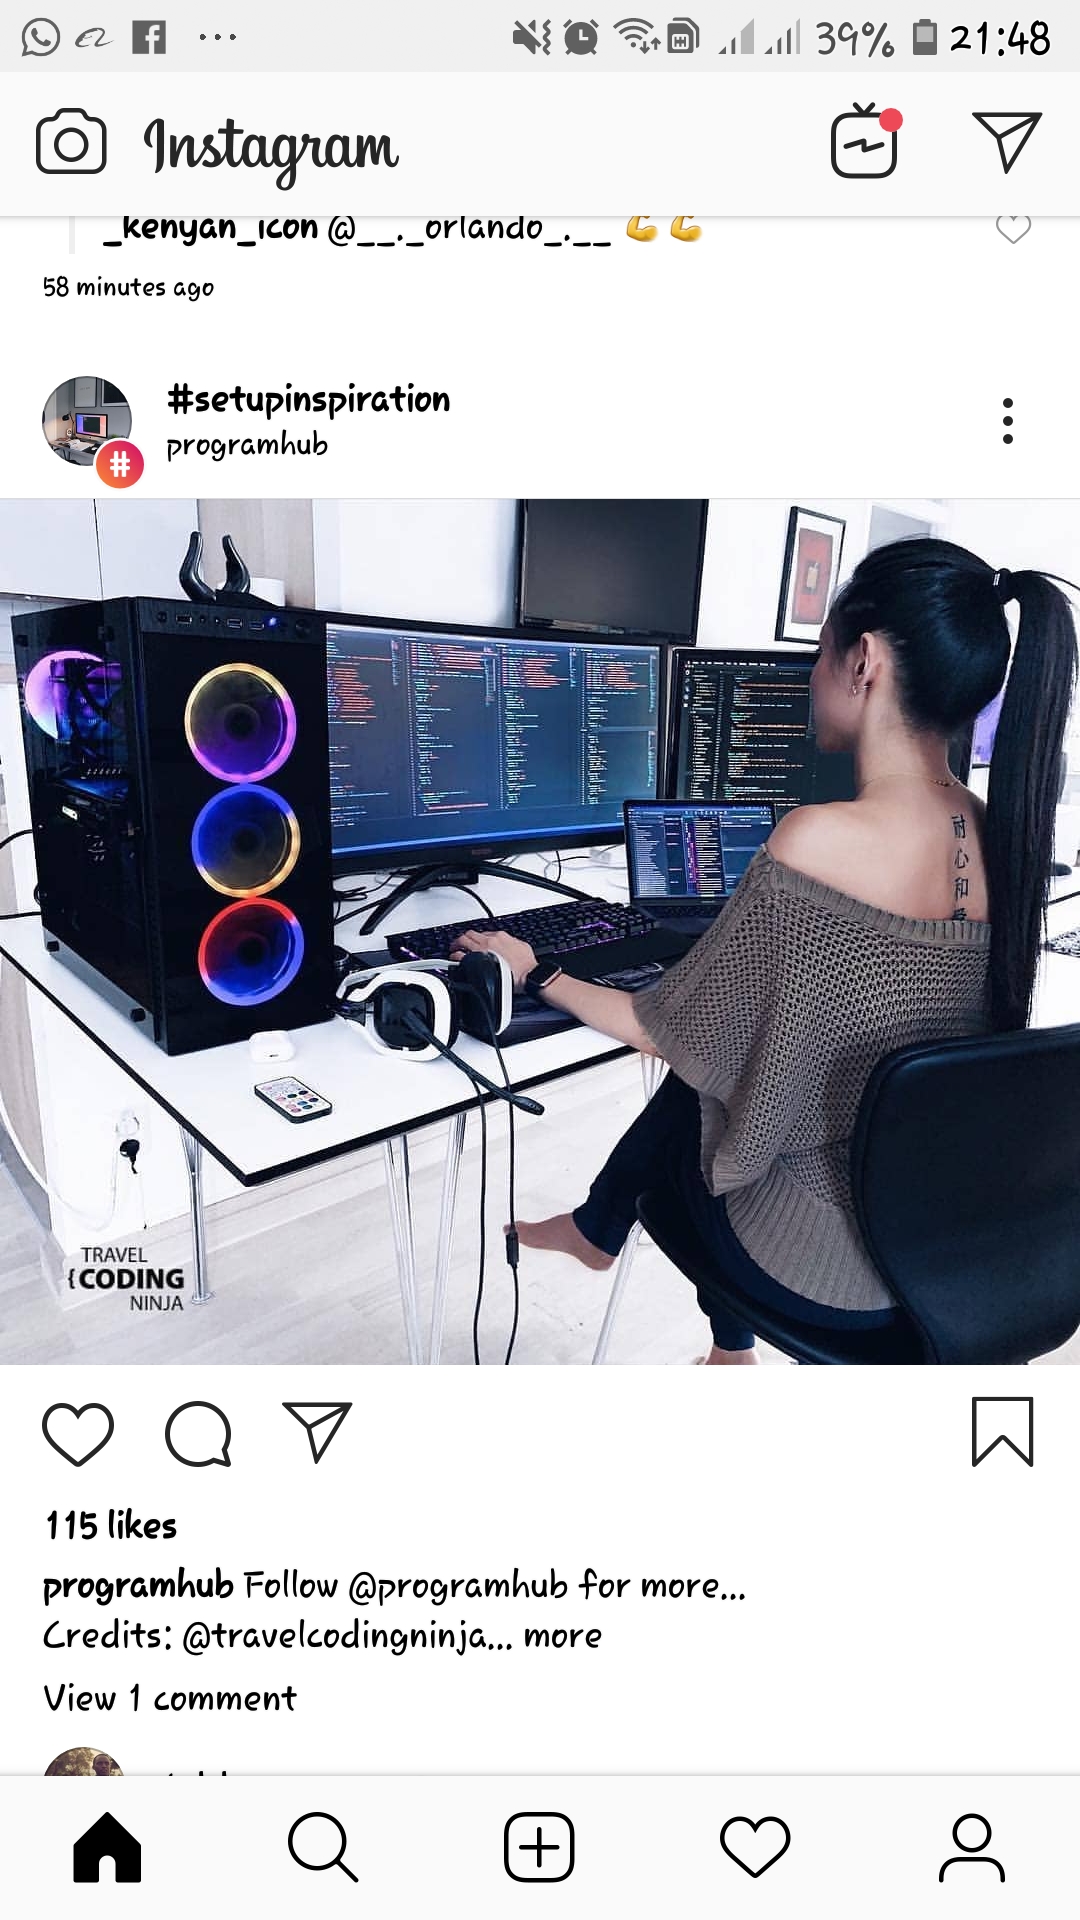 39% 21:48
Instagram
_kenyan_icon @__._orlando_.__ 💪 💪
58 minutes ago
#setupinspiration
programhub
耐
心
和
TRAVEL
{CODING
NINJA
115 likes
programhub Follow @programhub for more...
Credits: @travelcodingninja... more
View 1 comment